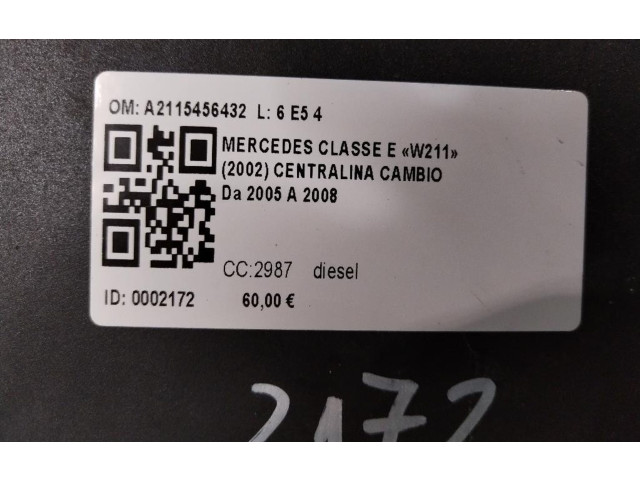 OM: A2115456432 L: 6 E5 4
MERCEDES CLASSE E «W211»
(2002) CENTRALINA CAMBIO
Da 2005 A 2008
CC:2987 diesel
ID: 0002172 60,00 €
2172